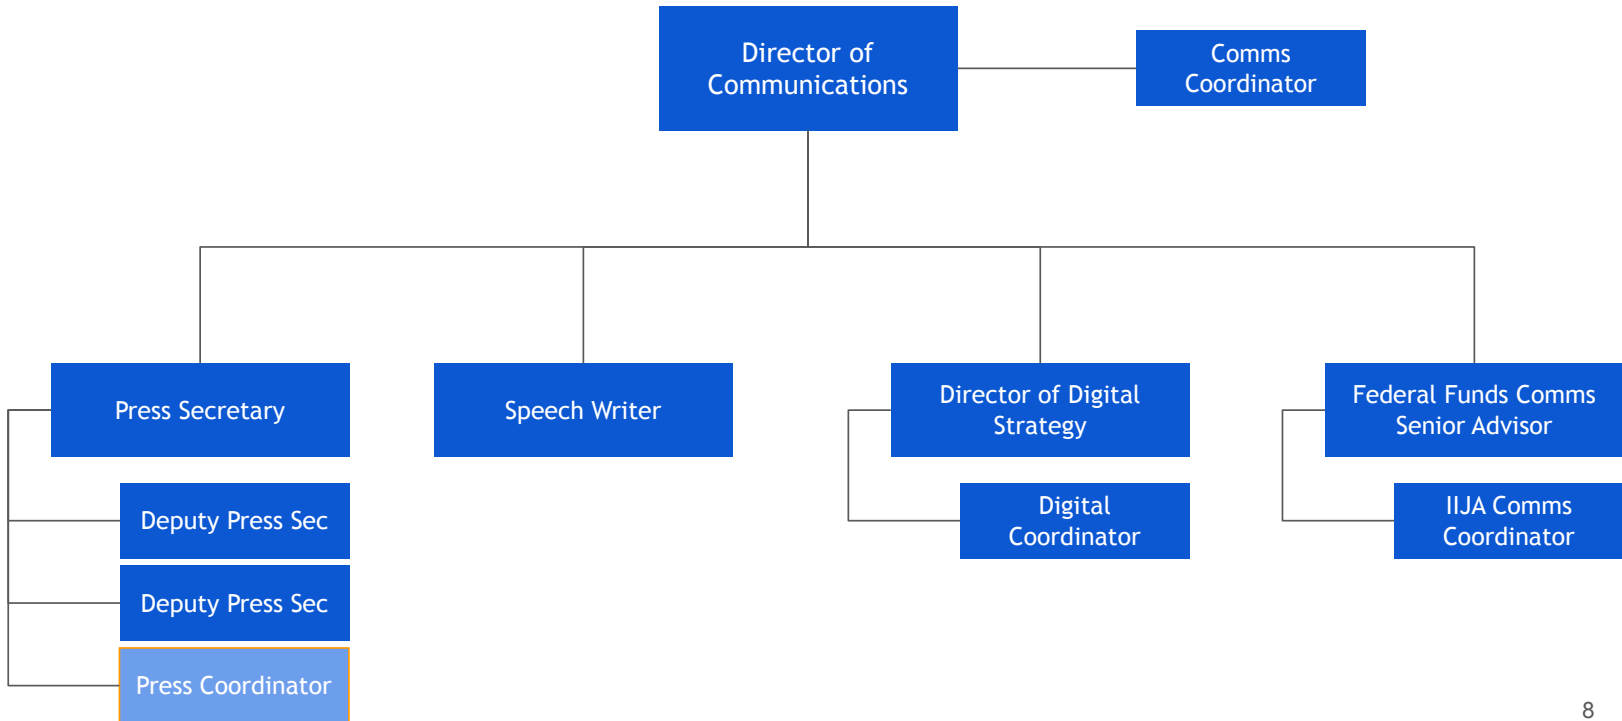 Director of
Communications
Comms
Coordinator
Press Secretary
Speech Writer
Director of Digital
Strategy
Federal Funds Comms
Senior Advisor
Deputy Press Sec
Digital
Coordinator
IIJA Comms
Coordinator
Deputy Press Sec
Press Coordinator
8